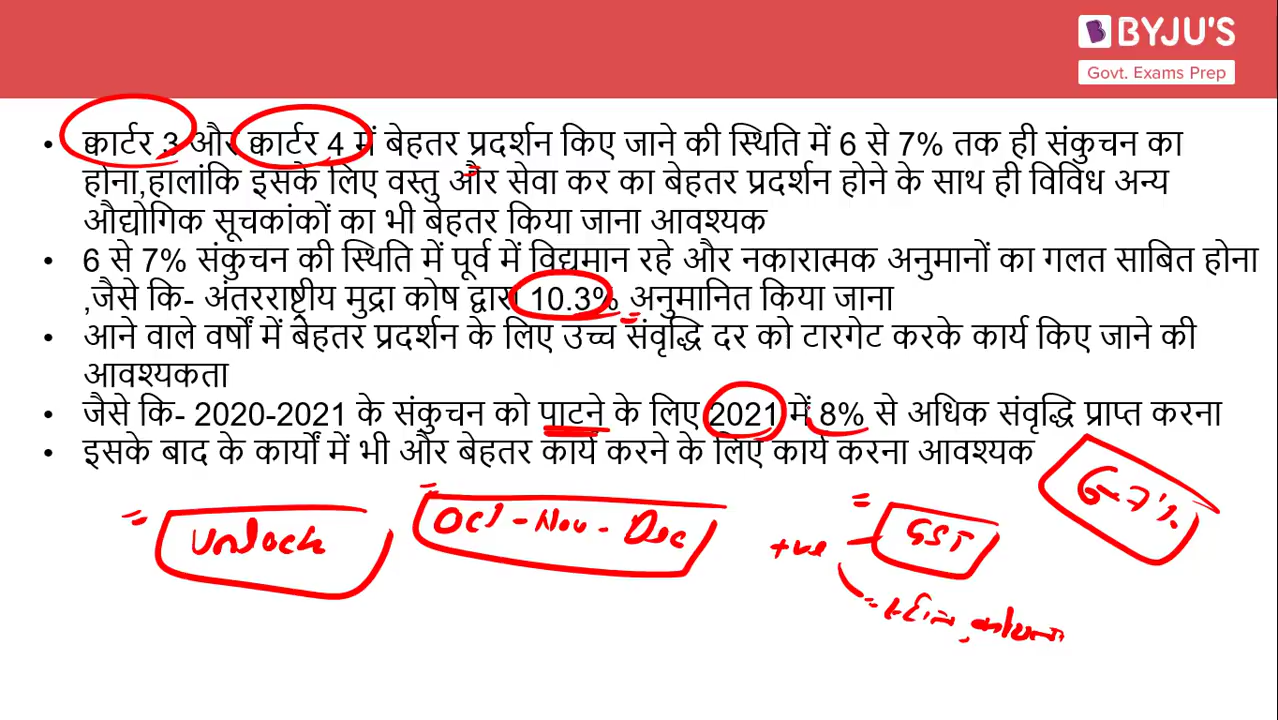 BYJU'S
Govt. Exams Prep
• क्वार्टर 3 और क्वार्टर 4 में बेहतर प्रदर्शन किए जाने की स्थिति में 6 से 7% तक ही संकुचन का
होना,हालांकि इसके लिए वस्तु और सेवा कर का बेहतर प्रदर्शन होने के साथ ही विविध अन्य
औद्योगिक सूचकांकों का भी बेहतर किया जाना आवश्यक
• 6 से 7% संकुचन की स्थिति में पूर्व में विद्यमान रहे और नकारात्मक अनुमानों का गलत साबित होना
,जैसे कि- अंतरराष्ट्रीय मुद्रा कोष द्वारा 10.3% अनुमानित किया जाना
• आने वाले वर्षों में बेहतर प्रदर्शन के लिए उच्च संवृद्धि दर को टारगेट करके कार्य किए जाने की
आवश्यकता
• जैसे कि- 2020-2021 के संकुचन को पाटने के लिए 2021 में 8% से अधिक संवृद्धि प्राप्त करना
• इसके बाद के कार्यों में भी और बेहतर कार्य करने के लिए कार्य करना आवश्यक
6-7%
Unlock
Oct - Nov - Dec
+ve
GST